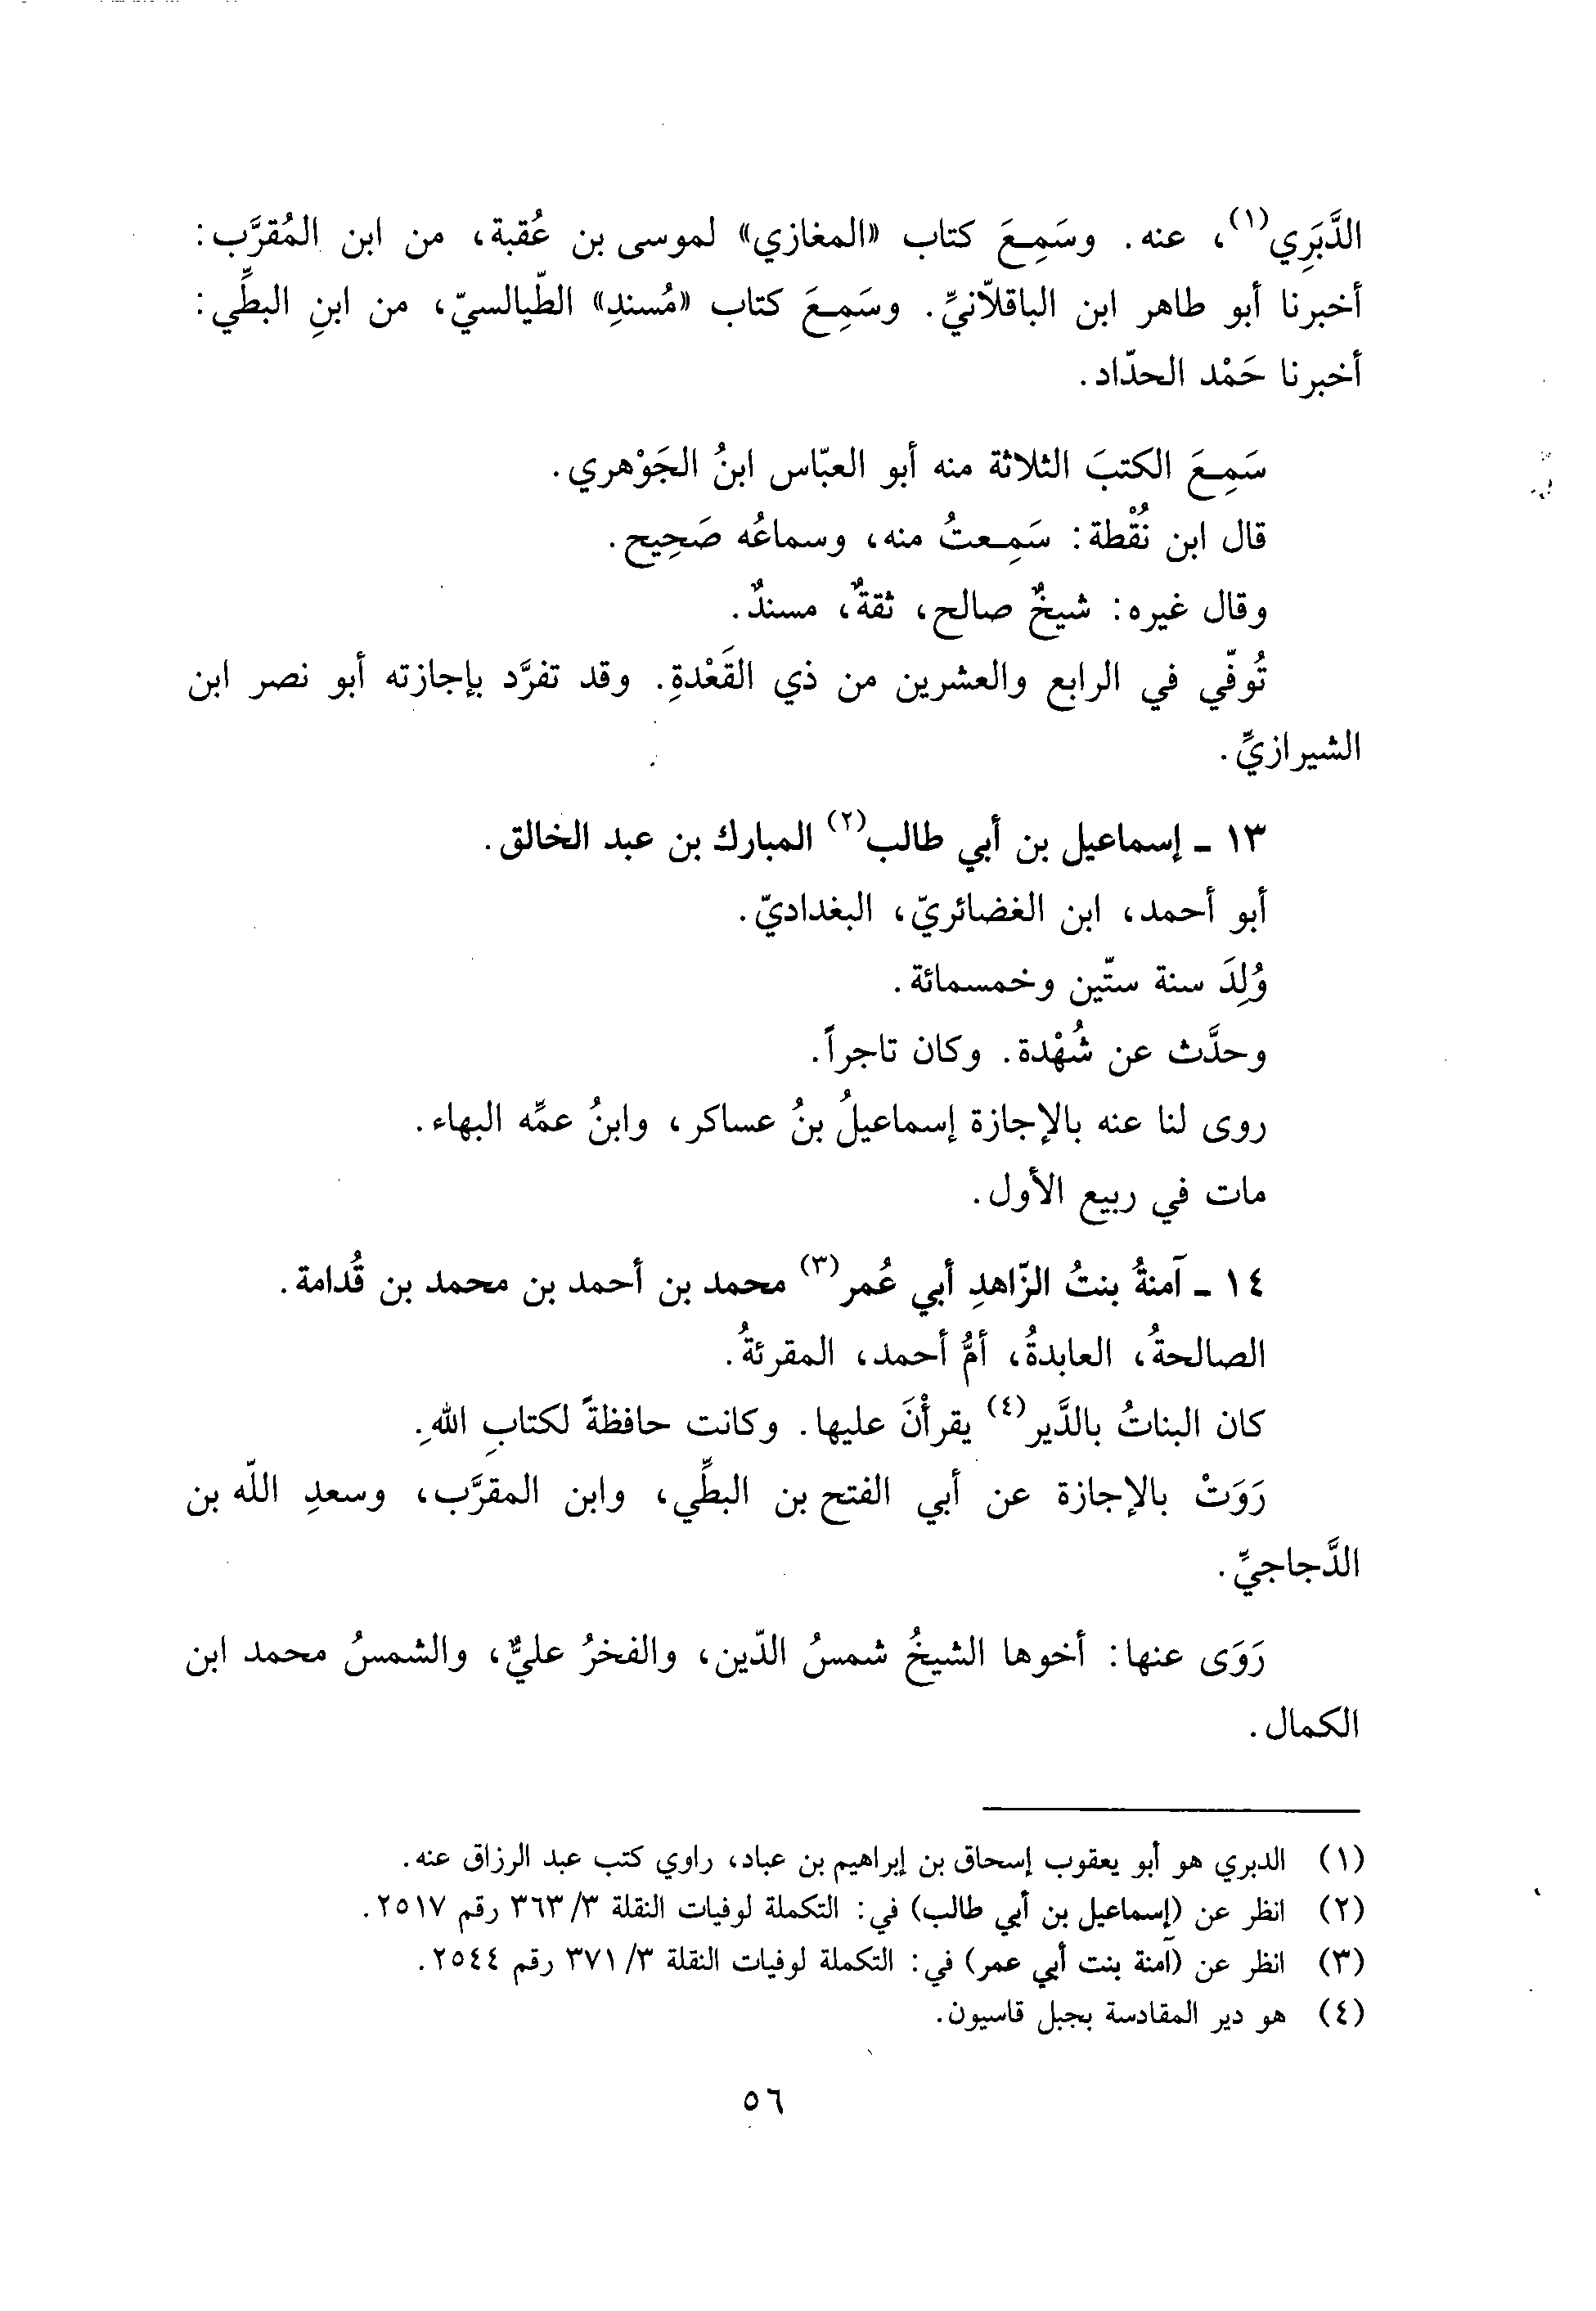 الدَّبَرِي(١)، عنه. وسَمِعَ كتاب «المغازي» لموسى بن عُقبة، من ابن المُقرَّب:
أخبرنا أبو طاهر ابن الباقلّانيِّ. وسَمِعَ كتاب «مُسندِ» الطّيالسيّ، من ابنِ البطِّي:
أخبرنا حَمْد الحدّاد.
سَمِعَ الكتبَ الثلاثة منه أبو العبّاس ابنُ الجَوْهري.
قال ابن نُقْطة: سَمِعتُ منه، وسماعُه صَحِيح.
وقال غيره: شيخٌ صالح، ثقةٌ، مسندٌ.
تُوفّي في الرابع والعشرين من ذي القَعْدةِ. وقد تفرَّد بإجازته أبو نصر ابن
الشيرازيِّ.
١٣ - إسماعيل بن أبي طالب(٢) المبارك بن عبد الخالق.
أبو أحمد، ابن الغضائريّ، البغداديّ.
وُلِدَ سنة ستّين وخمسمائة.
وحدَّث عن شُهْدة. وكان تاجراً.
روى لنا عنه بالإجازة إسماعيلُ بنُ عساكر، وابنُ عمِّه البهاء.
مات في ربيع الأول.
١٤ - آمنةُ بنتُ الزّاهدِ أبي عُمر(٣) محمد بن أحمد بن محمد بن قُدامة.
الصالحةُ، العابدةُ، أمُّ أحمد، المقرئةُ.
كان البناتُ بالدَّير(٤) يقرأْنَ عليها. وكانت حافظةً لكتابِ اللهِ.
رَوَتْ بالإجازة عن أبي الفتح بن البطِّي، وابن المقرَّب، وسعدِ اللّه بن
الدَّجاجيِّ.
رَوَى عنها: أخوها الشيخُ شمسُ الدّين، والفخرُ عليٌّ، والشمسُ محمد ابن
الكمال.
(١) الدبري هو أبو يعقوب إسحاق بن إبراهيم بن عباد، راوي كتب عبد الرزاق عنه.
(٢) انظر عن (إسماعيل بن أبي طالب) في: التكملة لوفيات النقلة ٣/ ٣٦٣ رقم ٢٥١٧.
(٣) انظر عن (آمنة بنت أبي عمر) في: التكملة لوفيات النقلة ٣/ ٣٧١ رقم ٢٥٤٤.
(٤) هو دير المقادسة بجبل قاسيون.
٥٦